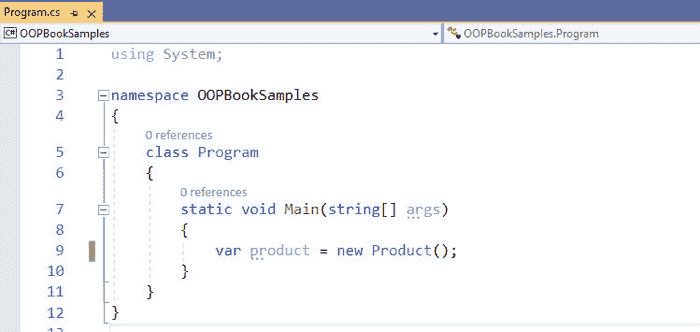 Program.cs
C# OOPBookSamples OOPBookSamples.Program
1 using System;
2
3 namespace OOPBookSamples
4 {
0 references
5 class Program
6 {
0 references
7 static void Main(string[] args)
8 {
9 var product = new Product();
10 }
11 }
12 }
13